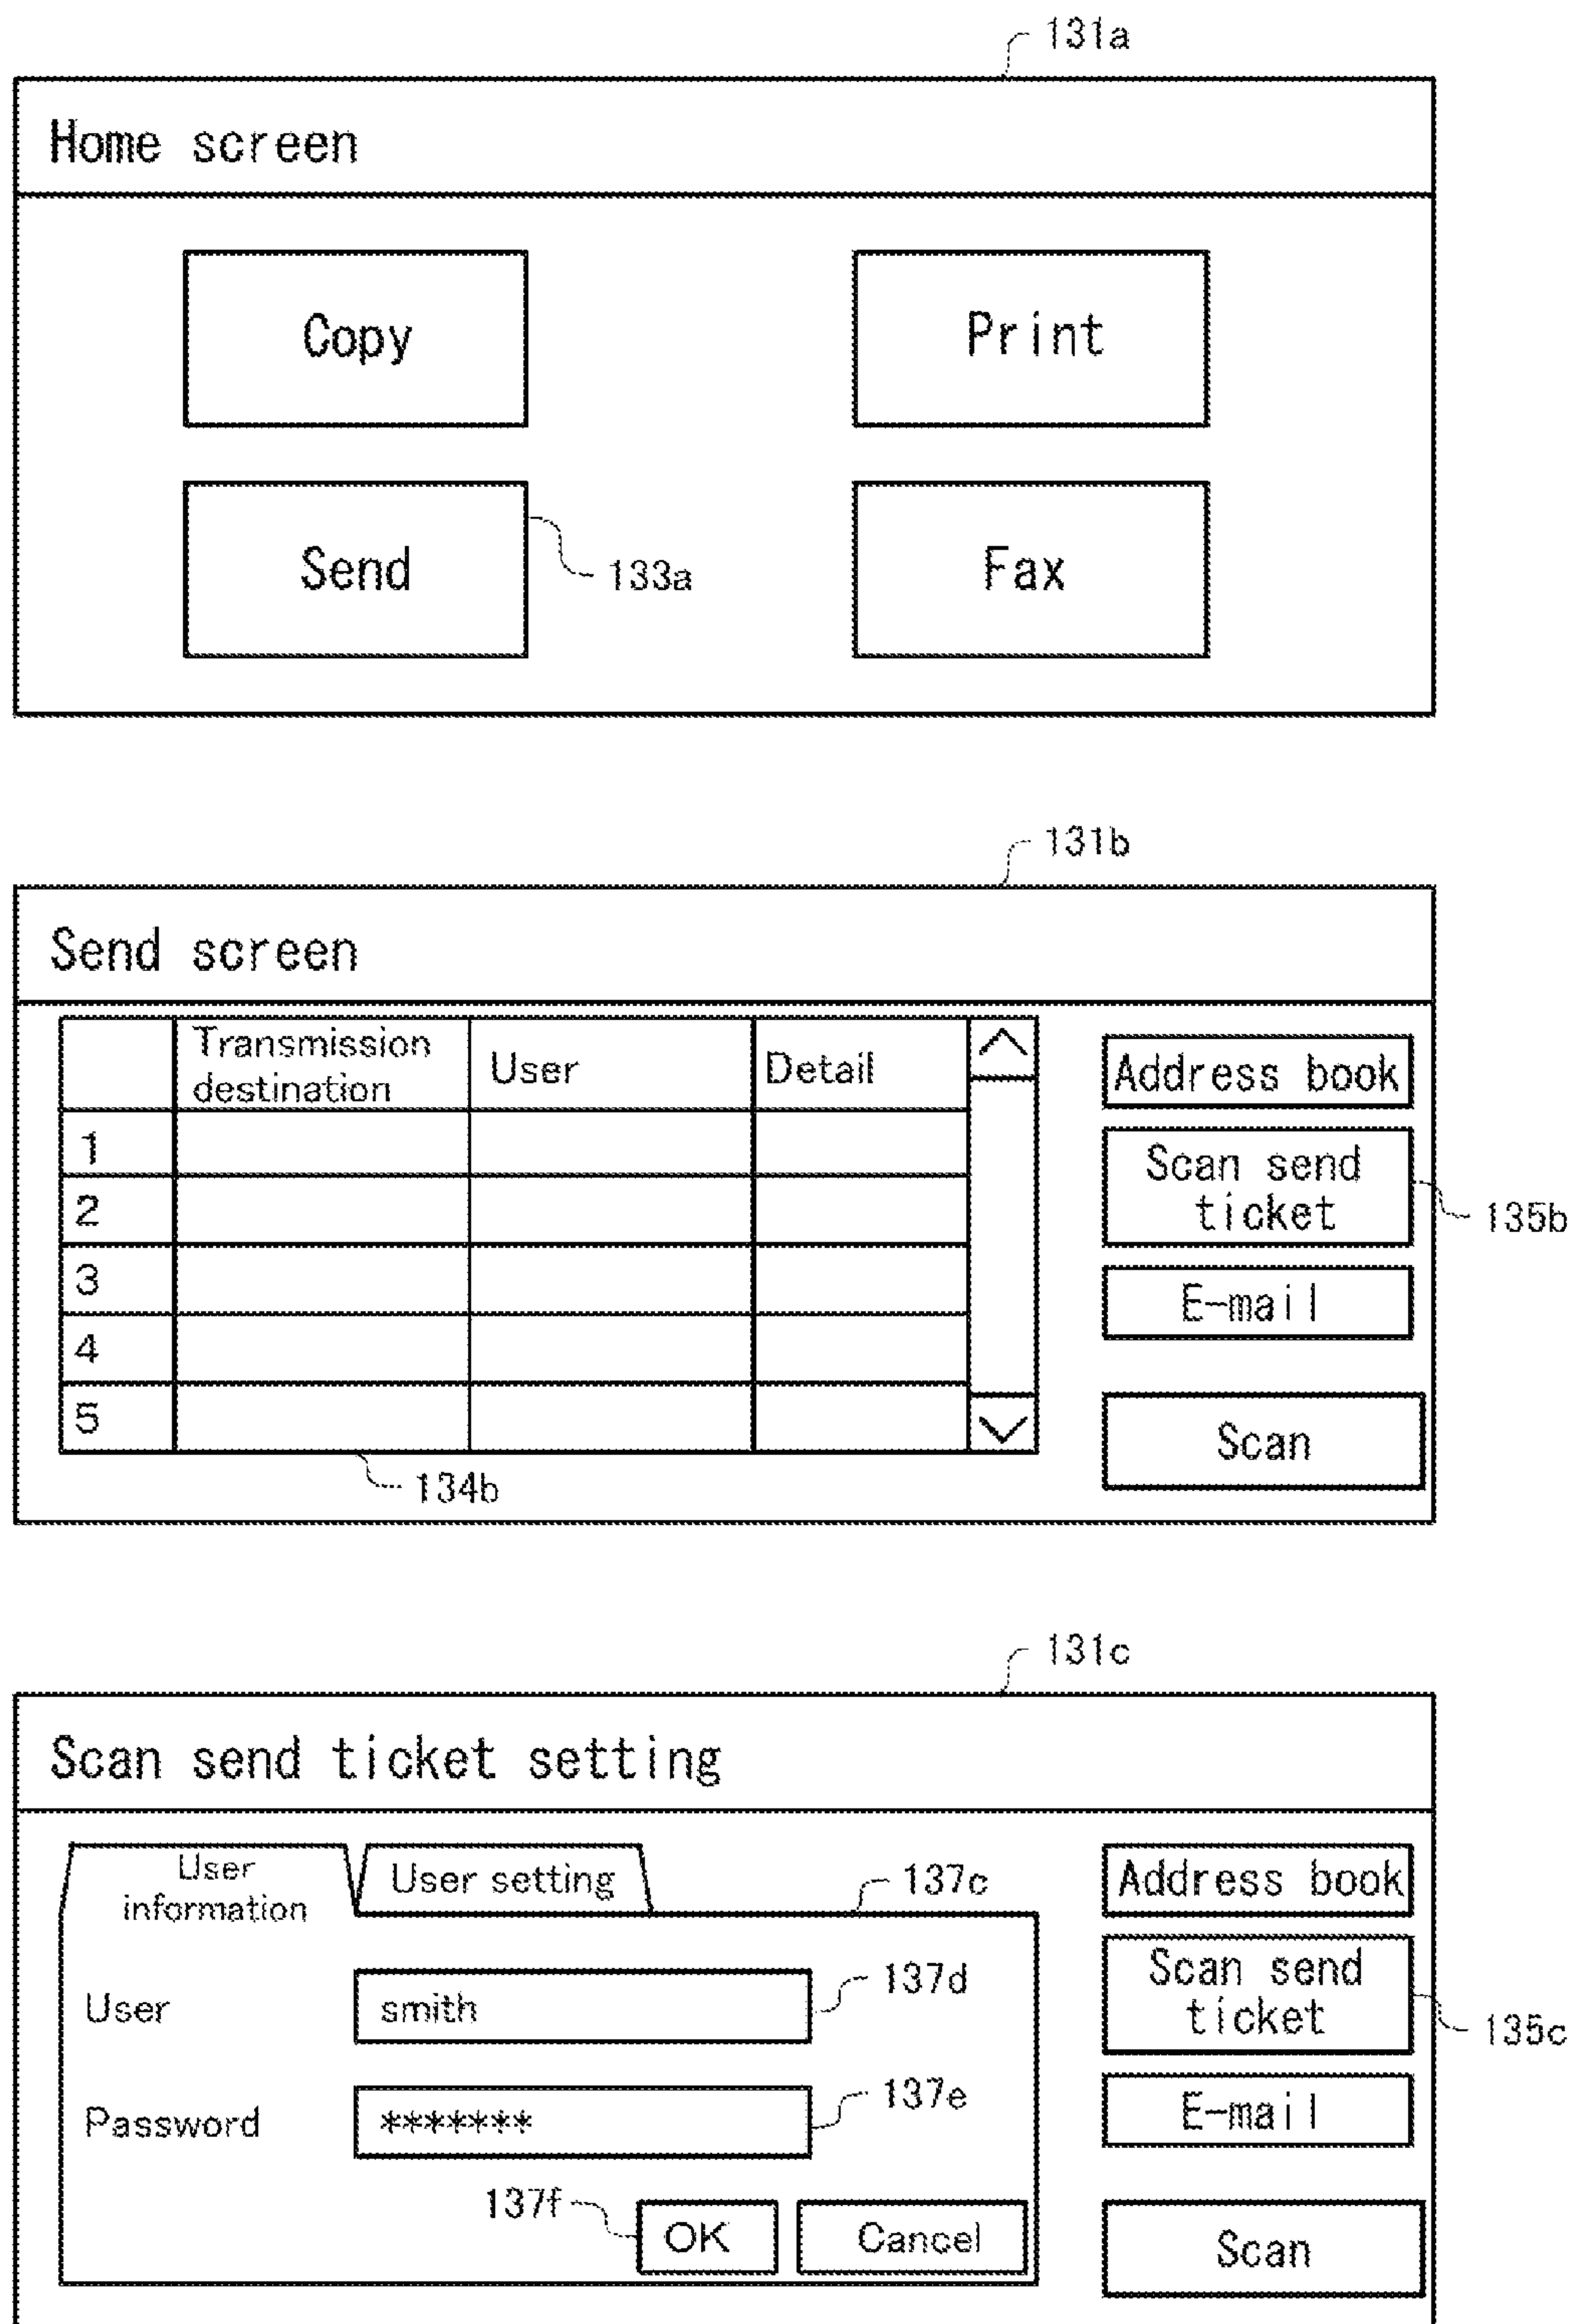 131a
Home screen
Copy
Print
Send
133a
Fax
131b
Send screen
Transmission
destination
User
Detail
Address book
1
Scan send
ticket
135b
2
3
E-mail
4
5
Scan
134b
131c
Scan send ticket setting
User
information
User setting
137c
Address book
User
smith
137d
Scan send
ticket
135c
Password
*******
137e
E-mail
137f
OK
Cancel
Scan